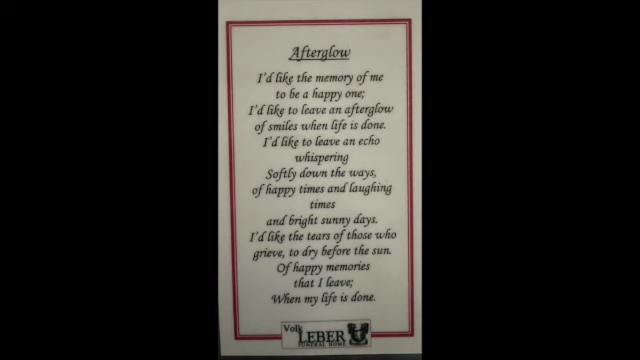 Afterglow
I'd like the memory of me
to be a happy one;
I'd like to leave an afterglow
of smiles when life is done.
I'd like to leave an echo
whispering
Softly down the ways,
of happy times and laughing
times
and bright sunny days.
I'd like the tears of those who
grieve, to dry before the sun.
Of happy memories
that I leave;
When my life is done.
Volk
LEBER
FUNERAL HOME